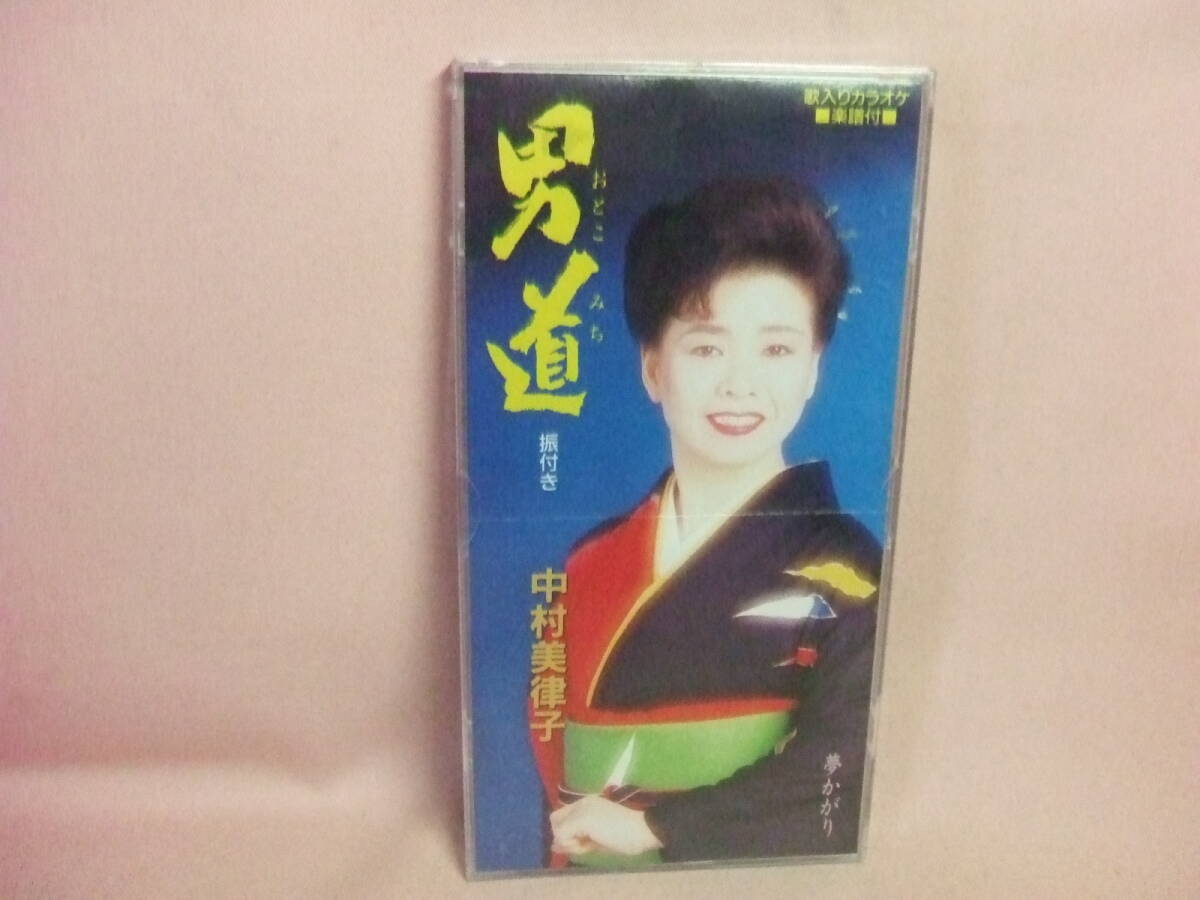 歌入りカラオケ
■楽譜付■
男道
おとこみち
振付き
中村美律子
夢かがり